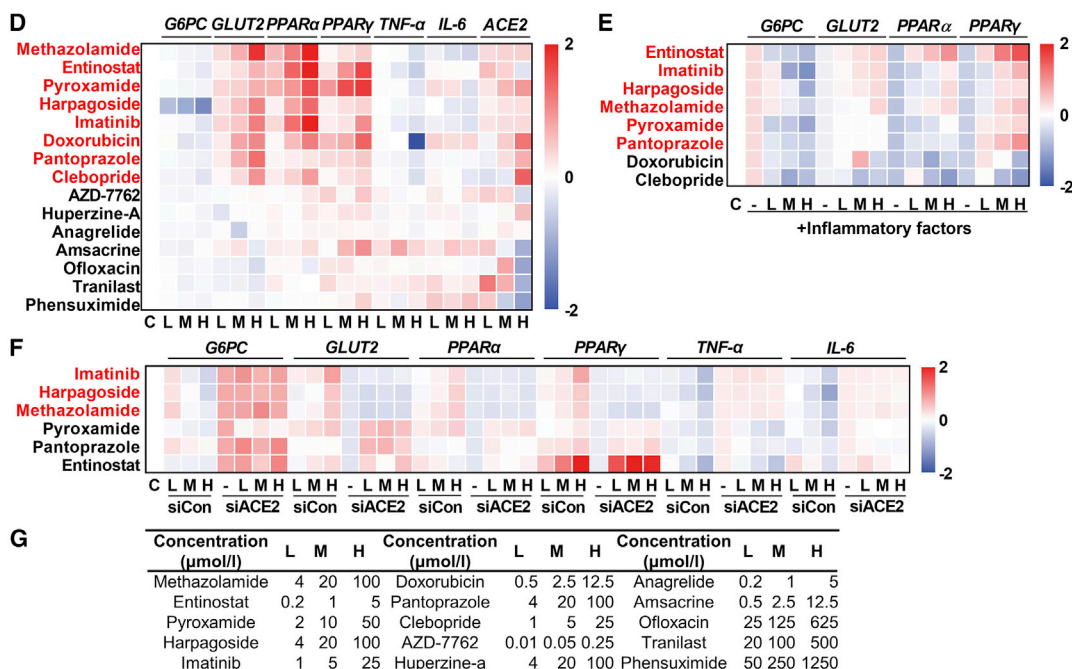 D
G6PC GLUT2 PPARα PPARγ TNF-α IL-6 ACE2
Methazolamide
Entinostat
Pyroxamide
Harpagoside
Imatinib
Doxorubicin
Pantoprazole
Clebopride
AZD-7762
Huperzine-A
Anagrelide
Amsacrine
Ofloxacin
Tranilast
Phensuximide
C L M H L M H L M H L M H L M H L M H L M H
2
0
-2
E
G6PC GLUT2 PPARα PPARγ
Entinostat
Imatinib
Harpagoside
Methazolamide
Pyroxamide
Pantoprazole
Doxorubicin
Clebopride
C - L M H - L M H - L M H - L M H
+Inflammatory factors
2
0
-2
F
G6PC GLUT2 PPARα PPARγ TNF-α IL-6
Imatinib
Harpagoside
Methazolamide
Pyroxamide
Pantoprazole
Entinostat
C L M H - L M H L M H - L M H L M H - L M H L M H - L M H L M H - L M H L M H - L M H
siCon siACE2 siCon siACE2 siCon siACE2 siCon siACE2 siCon siACE2 siCon siACE2
2
0
-2
G
Concentration (μmol/l) L M H Concentration (μmol/l) L M H Concentration (μmol/l) L M H
Methazolamide 4 20 100 Doxorubicin 0.5 2.5 12.5 Anagrelide 0.2 1 5
Entinostat 0.2 1 5 Pantoprazole 4 20 100 Amsacrine 0.5 2.5 12.5
Pyroxamide 2 10 50 Clebopride 1 5 25 Ofloxacin 25 125 625
Harpagoside 4 20 100 AZD-7762 0.01 0.05 0.25 Tranilast 20 100 500
Imatinib 1 5 25 Huperzine-a 4 20 100 Phensuximide 50 250 1250